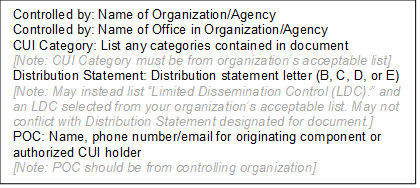 Controlled by: Name of Organization/Agency
Controlled by: Name of Office in Organization/Agency
CUI Category: List any categories contained in document
[Note: CUI Category must be from organization's acceptable list]
Distribution Statement: Distribution statement letter (B, C, D, or E)
[Note: May instead list "Limited Dissemination Control (LDC):" and
an LDC selected from your organization's acceptable list. May not
conflict with Distribution Statement designated for document.]
POC: Name, phone number/email for originating component or
authorized CUI holder
[Note: POC should be from controlling organization]